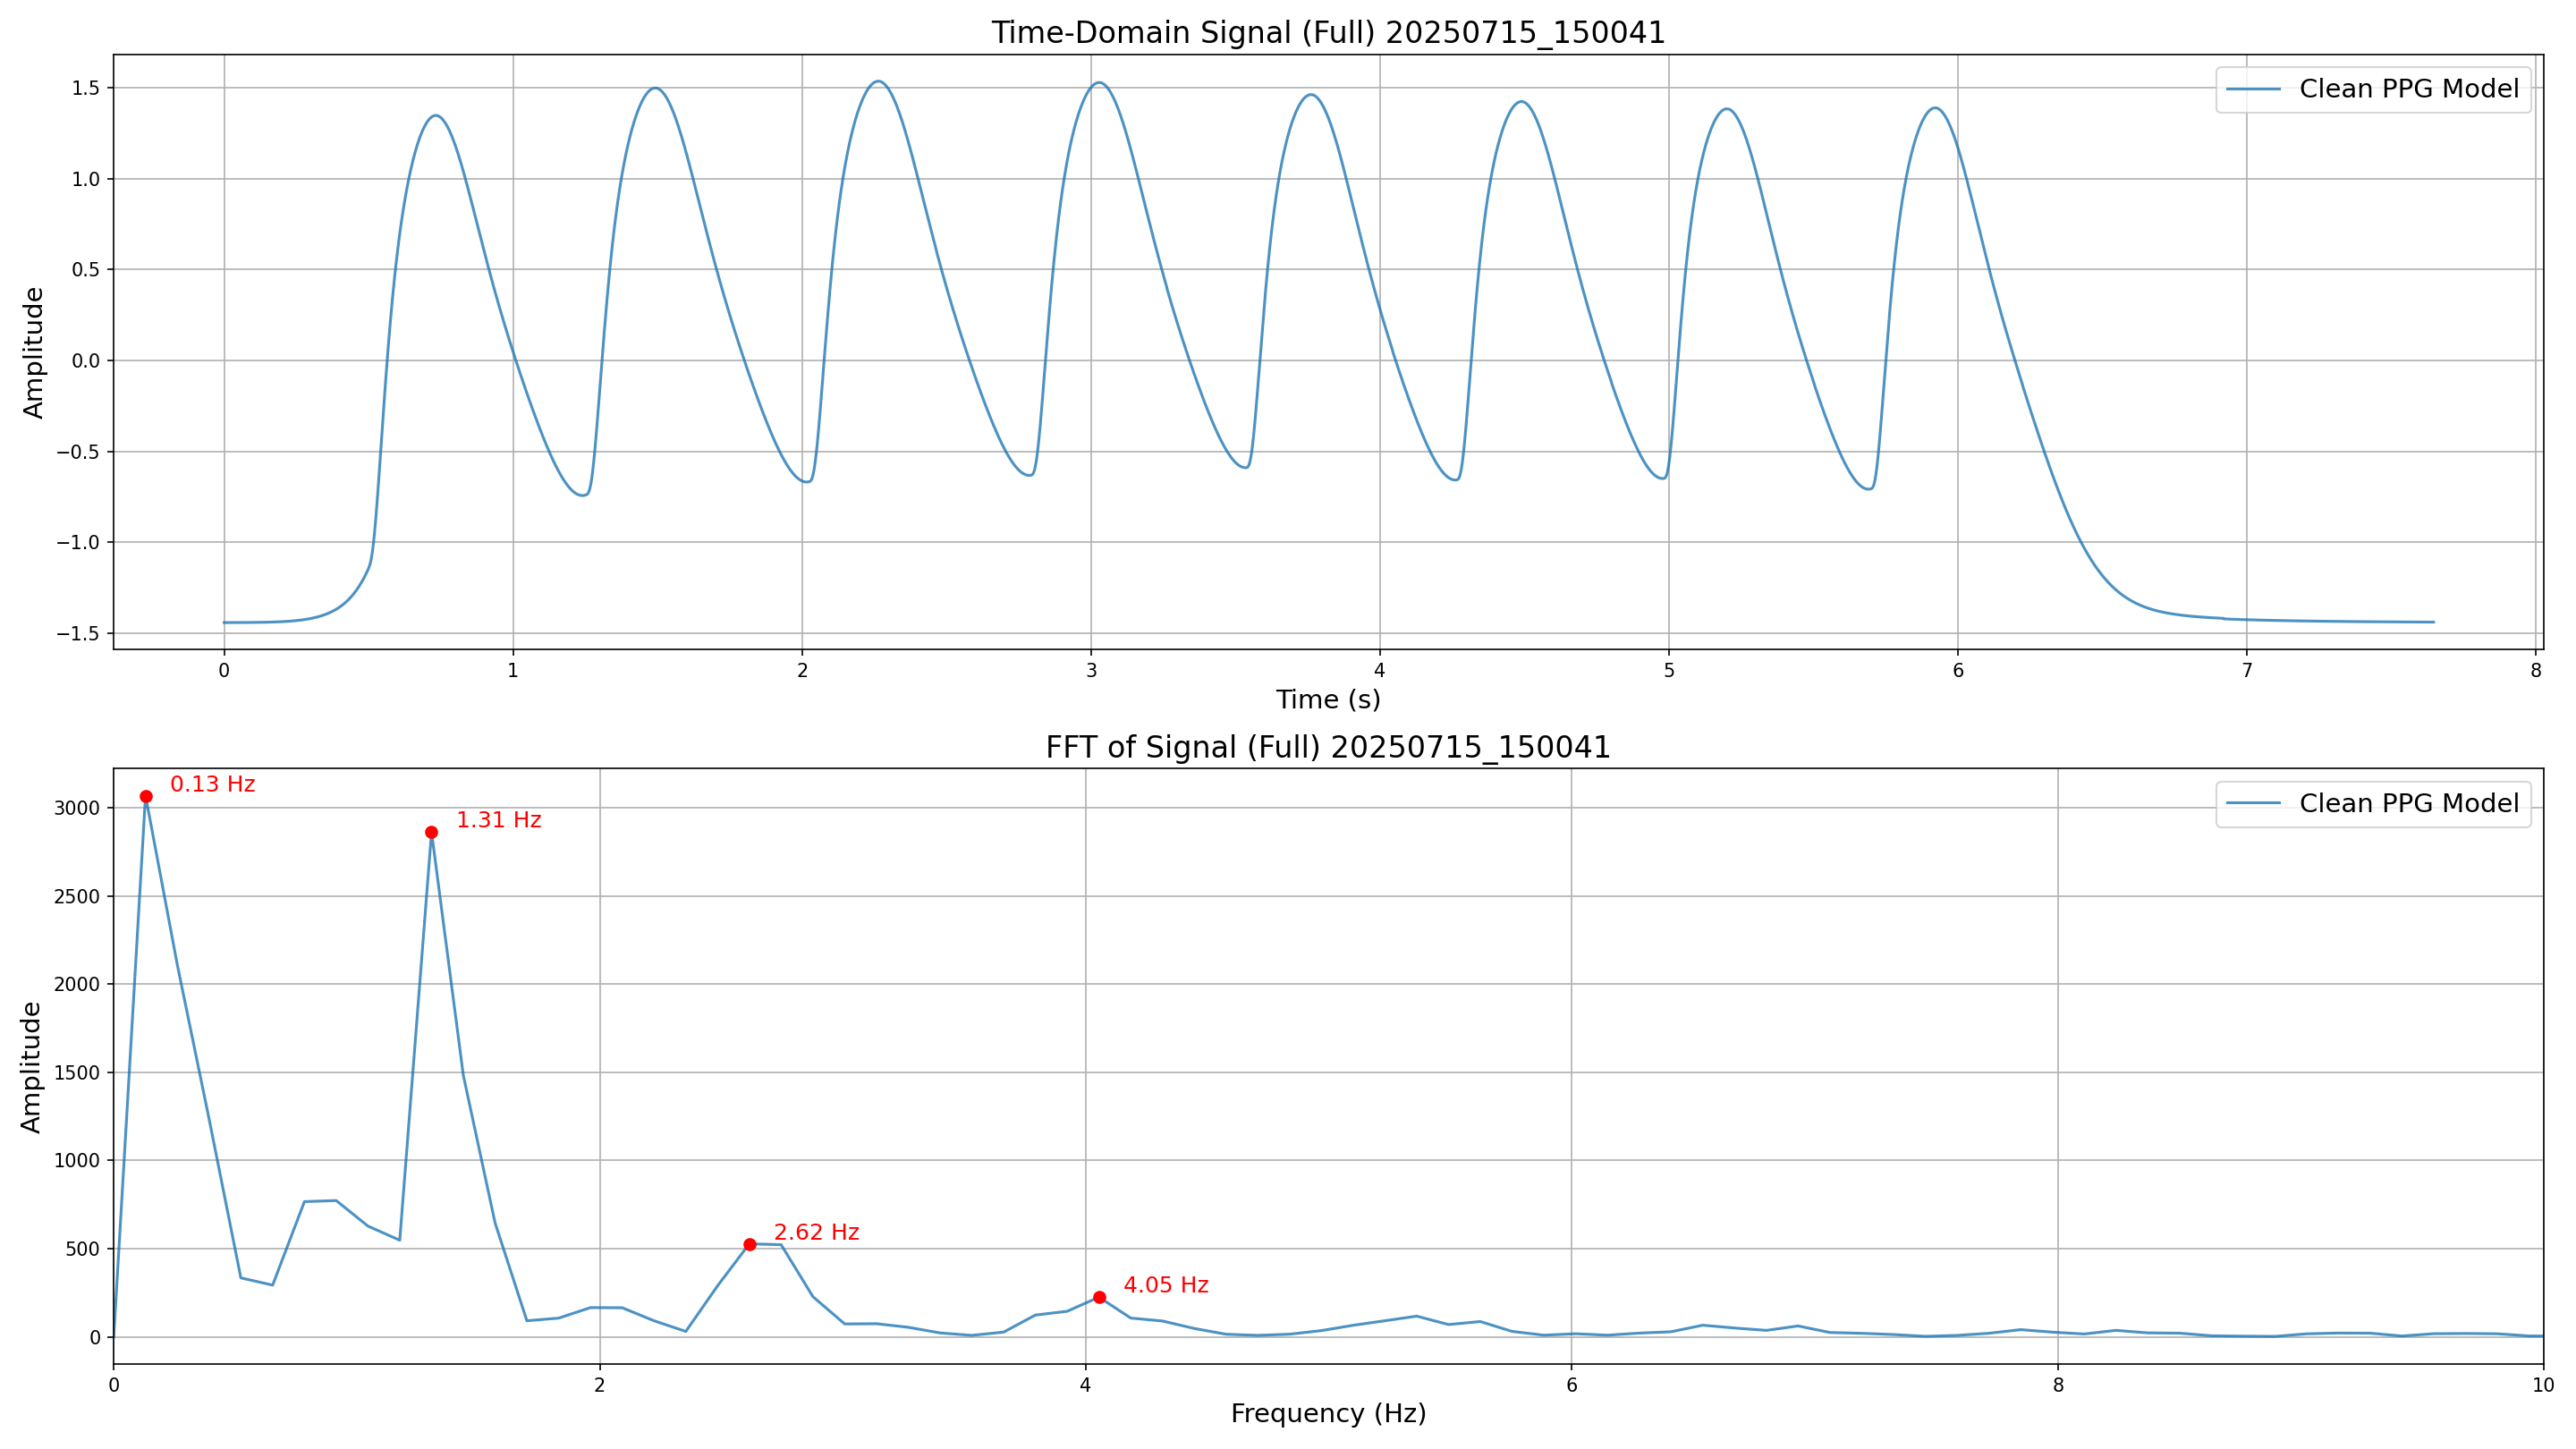 Time-Domain Signal (Full) 20250715_150041
Clean PPG Model
Amplitude
1.5
1.0
0.5
0.0
−0.5
−1.0
−1.5
0 1 2 3 4 5 6 7 8
Time (s)
FFT of Signal (Full) 20250715_150041
Clean PPG Model
0.13 Hz
1.31 Hz
2.62 Hz
4.05 Hz
Amplitude
3000
2500
2000
1500
1000
500
0
0 2 4 6 8 10
Frequency (Hz)